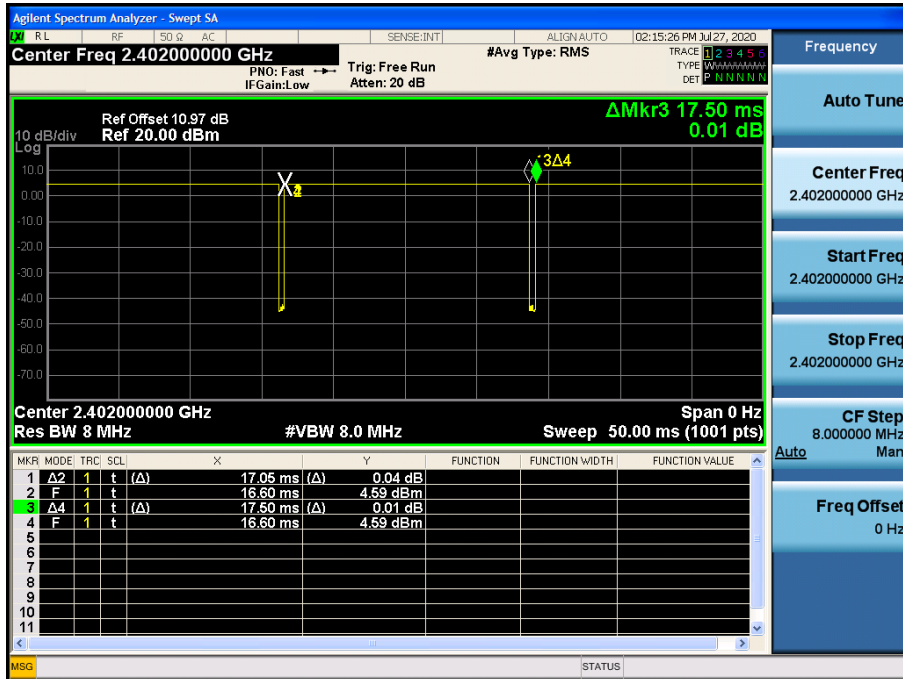 Agilent Spectrum Analyzer - Swept SA
LXI RL RF 50 Ω AC SENSE:INT ALIGN AUTO 02:15:26 PM Jul 27, 2020
Center Freq 2.402000000 GHz
#Avg Type: RMS
TRACE 1 2 3 4 5 6
TYPE WWWWWW
DET P N N N N N
PNO: Fast
IFGain:Low
Trig: Free Run
Atten: 20 dB
Frequency
Auto Tune
Center Freq
2.402000000 GHz
Start Freq
2.402000000 GHz
Stop Freq
2.402000000 GHz
CF Step
8.000000 MHz
Auto Man
Freq Offset
0 Hz
ΔMkr3 17.50 ms
0.01 dB
Ref Offset 10.97 dB
10 dB/div Ref 20.00 dBm
Log
10.0
0.00
-10.0
-20.0
-30.0
-40.0
-50.0
-60.0
-70.0
3Δ4
Center 2.402000000 GHz Span 0 Hz
Res BW 8 MHz #VBW 8.0 MHz Sweep 50.00 ms (1001 pts)
MKR MODE TRC SCL X Y FUNCTION FUNCTION WIDTH FUNCTION VALUE
1 Δ2 1 t (Δ) 17.05 ms (Δ) 0.04 dB
2 F 1 t 16.60 ms 4.59 dBm
3 Δ4 1 t (Δ) 17.50 ms (Δ) 0.01 dB
4 F 1 t 16.60 ms 4.59 dBm
5
6
7
8
9
10
11
MSG STATUS